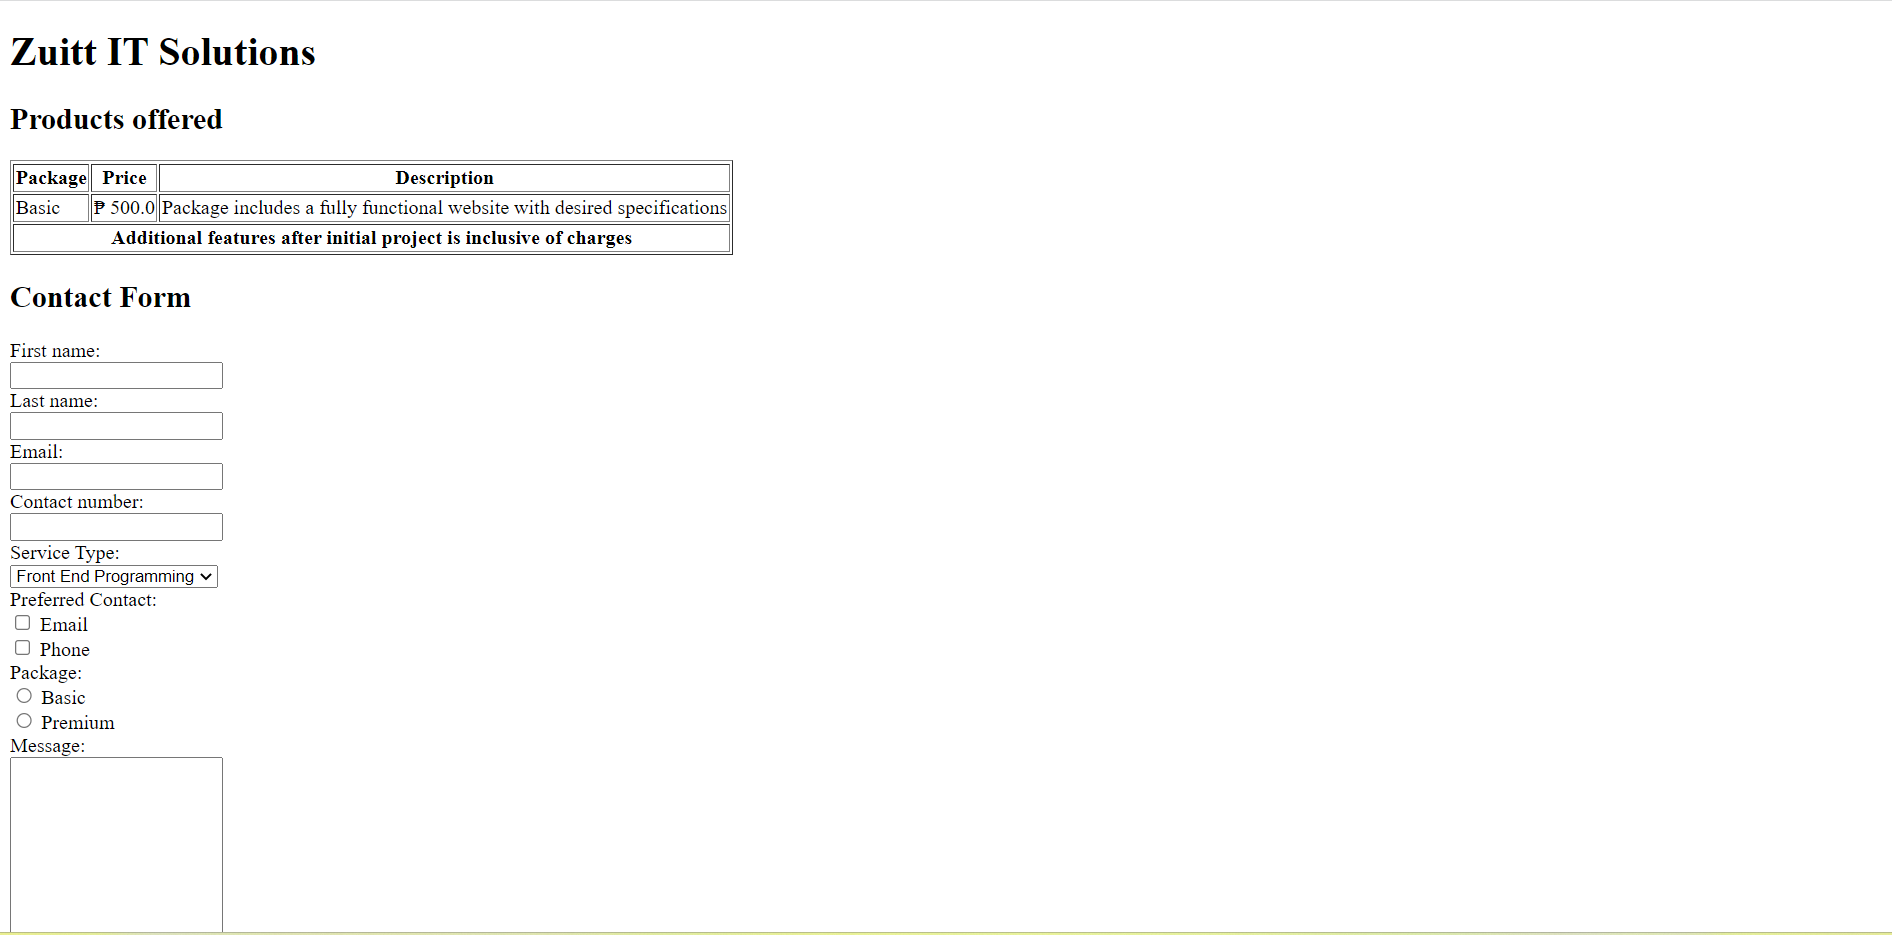 Zuitt IT Solutions
Products offered
Package Price Description
Basic ₱ 500.0 Package includes a fully functional website with desired specifications
Additional features after initial project is inclusive of charges
Contact Form
First name:
Last name:
Email:
Contact number:
Service Type:
Front End Programming
Preferred Contact:
Email
Phone
Package:
Basic
Premium
Message: